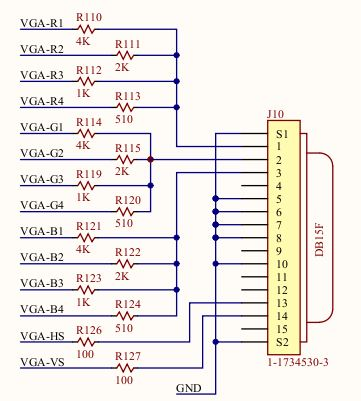 VGA-R1 R110 4K
VGA-R2 R111 2K
VGA-R3 R112 1K
VGA-R4 R113 510
VGA-G1 R114 4K
VGA-G2 R115 2K
VGA-G3 R119 1K
VGA-G4 R120 510
VGA-B1 R121 4K
VGA-B2 R122 2K
VGA-B3 R123 1K
VGA-B4 R124 510
VGA-HS R126 100
VGA-VS R127 100
GND
J10
S1
1
2
3
4
5
6
7
8
9
10
11
12
13
14
15
S2
DB15F
1-1734530-3